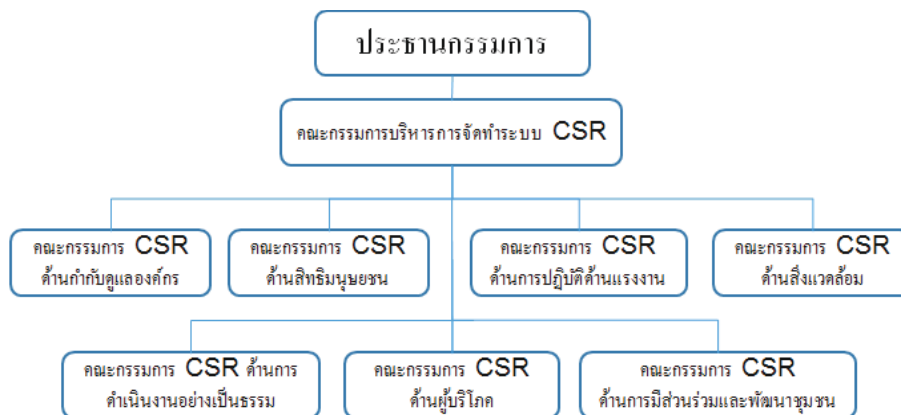 ประธานกรรมการ
คณะกรรมการบริหารการจัดทำระบบ CSR
คณะกรรมการ CSR
ด้านกำกับดูแลองค์กร
คณะกรรมการ CSR
ด้านสิทธิมนุษยชน
คณะกรรมการ CSR
ด้านการปฏิบัติด้านแรงงาน
คณะกรรมการ CSR
ด้านสิ่งแวดล้อม
คณะกรรมการ CSR ด้านการ
ดำเนินงานอย่างเป็นธรรม
คณะกรรมการ CSR
ด้านผู้บริโภค
คณะกรรมการ CSR
ด้านการมีส่วนร่วมและพัฒนาชุมชน